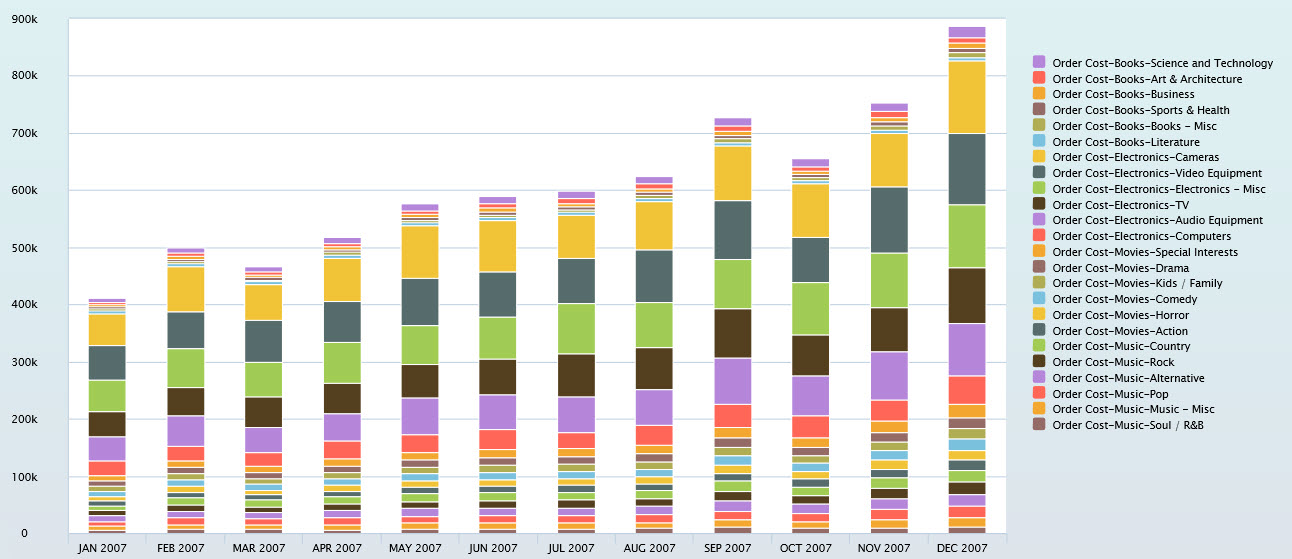 900k
800k
700k
600k
500k
400k
300k
200k
100k
0
JAN 2007
FEB 2007
MAR 2007
APR 2007
MAY 2007
JUN 2007
JUL 2007
AUG 2007
SEP 2007
OCT 2007
NOV 2007
DEC 2007
Order Cost-Books-Science and Technology
Order Cost-Books-Art & Architecture
Order Cost-Books-Business
Order Cost-Books-Sports & Health
Order Cost-Books-Books - Misc
Order Cost-Books-Literature
Order Cost-Electronics-Cameras
Order Cost-Electronics-Video Equipment
Order Cost-Electronics-Electronics - Misc
Order Cost-Electronics-TV
Order Cost-Electronics-Audio Equipment
Order Cost-Electronics-Computers
Order Cost-Movies-Special Interests
Order Cost-Movies-Drama
Order Cost-Movies-Kids / Family
Order Cost-Movies-Comedy
Order Cost-Movies-Horror
Order Cost-Movies-Action
Order Cost-Music-Country
Order Cost-Music-Rock
Order Cost-Music-Alternative
Order Cost-Music-Pop
Order Cost-Music-Music - Misc
Order Cost-Music-Soul / R&B